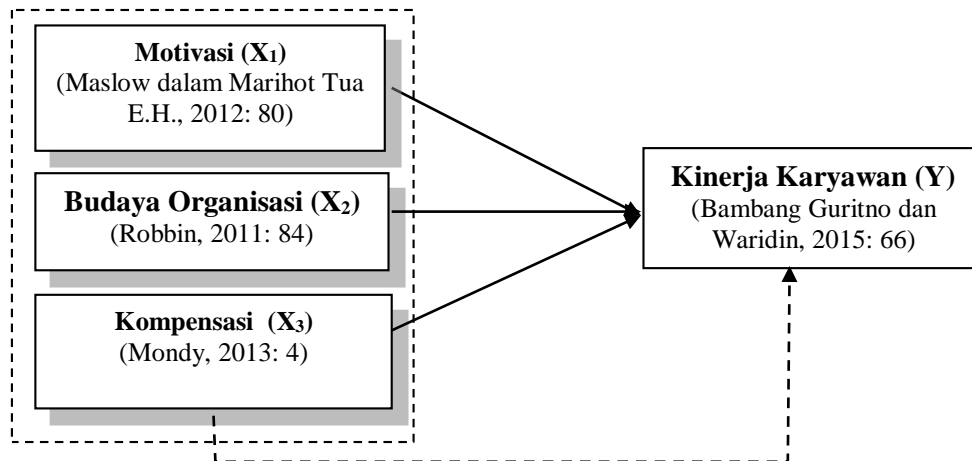 Motivasi (X₁)
(Maslow dalam Marihot Tua
E.H., 2012: 80)
Budaya Organisasi (X₂)
(Robbin, 2011: 84)
Kompensasi (X₃)
(Mondy, 2013: 4)
Kinerja Karyawan (Y)
(Bambang Guritno dan
Waridin, 2015: 66)